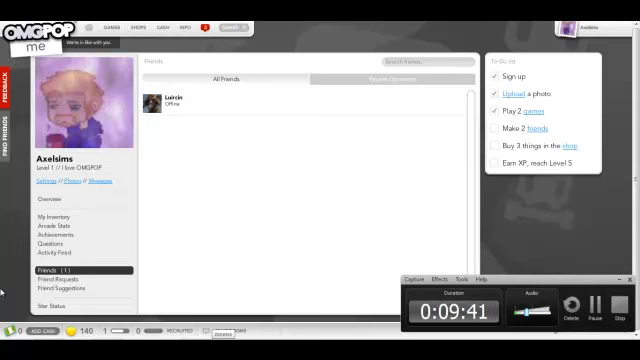 OMGPOP
me
GAMES SHOPS CASH INFO
Axelsims
We're in like with you
FEEDBACK
FIND FRIENDS
Friends
Search friends...
All Friends
Recent Opponents
Luircin
Offline
To-Do list
Sign up
Upload a photo
Play 2 games
Make 2 friends
Buy 3 things in the shop
Earn XP, reach Level 5
Axelsims
Level 1 // I love OMGPOP
Settings // Photos // Messages
Overview
My Inventory
Arcade Stats
Achievements
Questions
Activity Feed
Friends (1)
Friend Requests
Friend Suggestions
Star Status
Capture Effects Tools Help
Duration
0:09:41
Audio
Delete
Pause
Stop
0 ADD CASH 140 1 0 RECRUITED